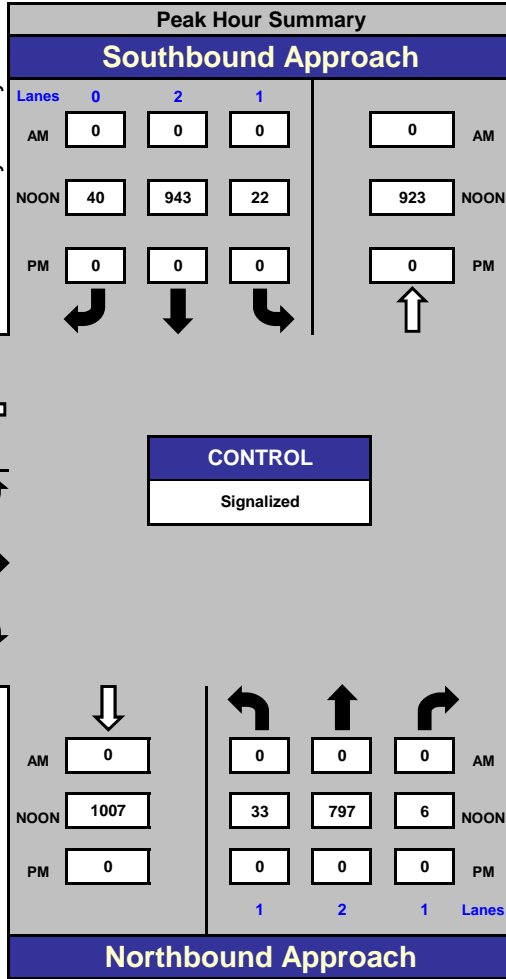 Peak Hour Summary
Southbound Approach
Lanes 0 2 1
AM 0 0 0 0 AM
NOON 40 943 22 923 NOON
PM 0 0 0 0 PM
CONTROL
Signalized
AM 0 0 0 0 AM
NOON 1007 33 797 6 NOON
PM 0 0 0 0 PM
1 2 1 Lanes
Northbound Approach